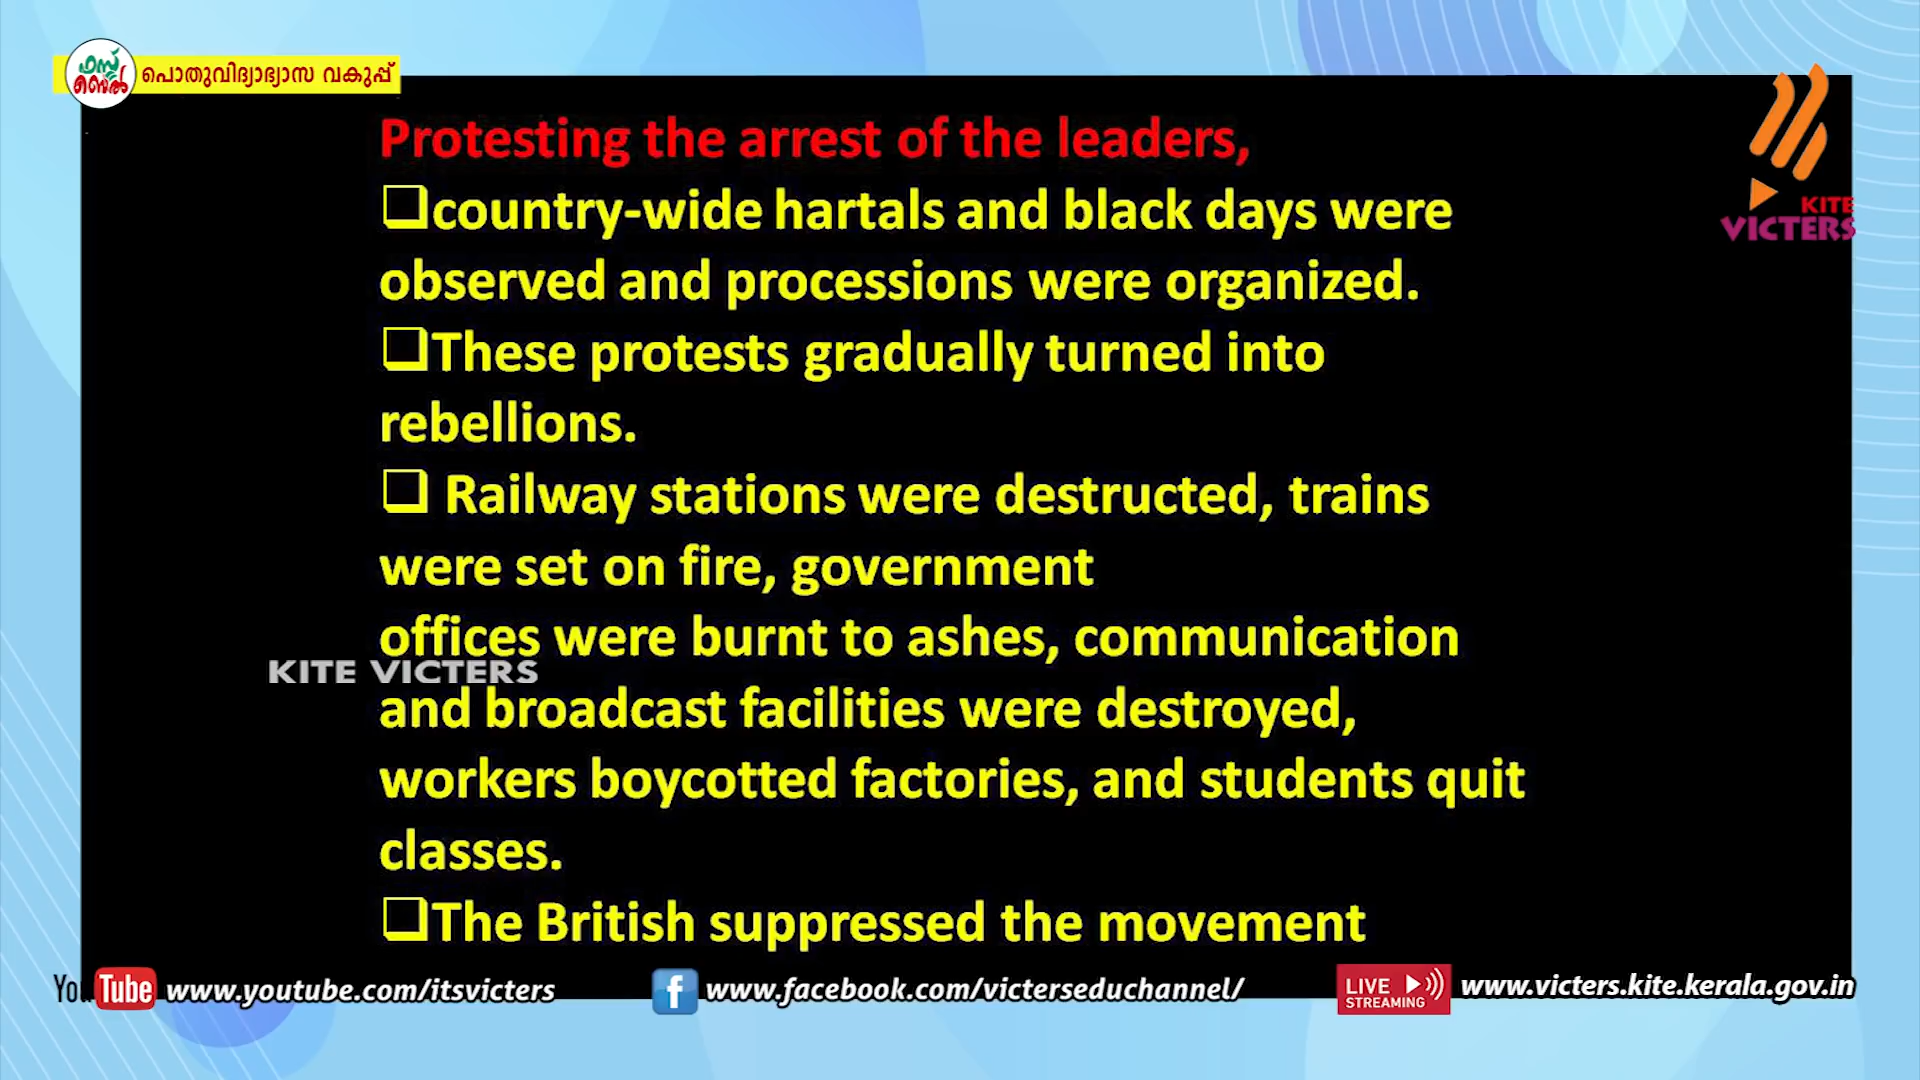 ഫസ്റ്റ്
ബെൽ
പൊതുവിദ്യാഭ്യാസ വകുപ്പ്
KITE
VICTERS
Protesting the arrest of the leaders,
❑country-wide hartals and black days were
observed and processions were organized.
❑These protests gradually turned into
rebellions.
❑ Railway stations were destructed, trains
were set on fire, government
offices were burnt to ashes, communication
KITE VICTERS
and broadcast facilities were destroyed,
workers boycotted factories, and students quit
classes.
❑The British suppressed the movement
YouTube www.youtube.com/itsvicters
f www.facebook.com/victerseduchannel/
LIVE
STREAMING
www.victers.kite.kerala.gov.in